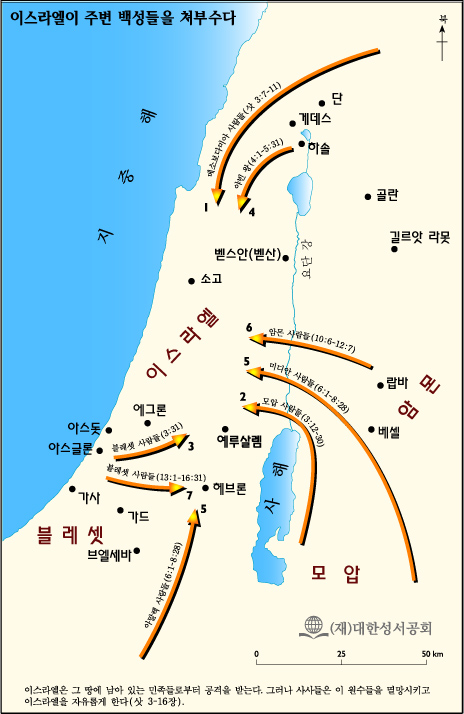 이스라엘이 주변 백성들을 쳐부수다
북
지 중 해
메소보다미아 사람들(삿 3:7-11)
단
게데스
하솔
야빈 왕(4:1-5:31)
1
4
골란
길르앗 라못
벧스안(벧산)
요단 강
소고
이 스 라 엘
6
암몬 사람들(10:6-12:7)
5
미디안 사람들(6:1-8:28)
2
모압 사람들(3:12-30)
랍바
암 몬
베셀
에그론
아스돗
아스글론
블레셋 사람들(3:31)
3
예루살렘
블레셋 사람들(13:1-16:31)
7
헤브론
5
가사
가드
블 레 셋
브엘세바
사 해
아말렉 사람들(6:1-8:28)
모 압
(재)대한성서공회
0 25 50 km
이스라엘은 그 땅에 남아 있는 민족들로부터 공격을 받는다. 그러나 사사들은 이 원수들을 멸망시키고
이스라엘을 자유롭게 한다(삿 3-16장).